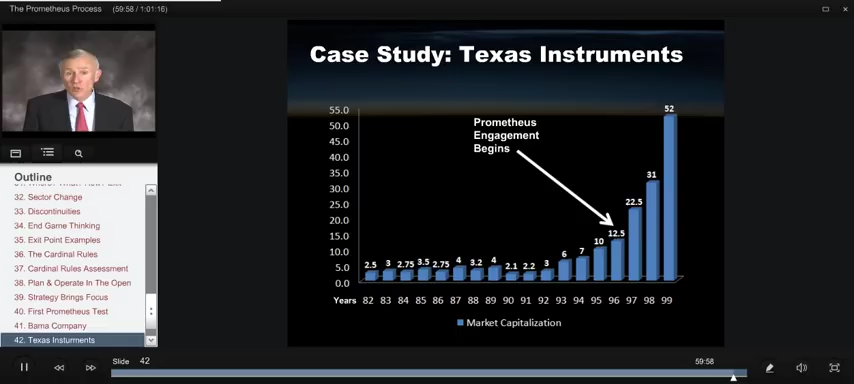 The Prometheus Process (59:58 / 1:01:16)
Case Study: Texas Instruments
Prometheus
Engagement
Begins
55.0
50.0
45.0
40.0
35.0
30.0
25.0
20.0
15.0
10.0
5.0
0.0
2.5 3 2.75 3.5 2.75 4 3.2 4 2.1 2.2 3 6 7 10 12.5 22.5 31 52
Years 82 83 84 85 86 87 88 89 90 91 92 93 94 95 96 97 98 99
Market Capitalization
Outline
32. Sector Change
33. Discontinuities
34. End Game Thinking
35. Exit Point Examples
36. The Cardinal Rules
37. Cardinal Rules Assessment
38. Plan & Operate In The Open
39. Strategy Brings Focus
40. First Prometheus Test
41. Bama Company
42. Texas Insturments
Slide 42
59:58